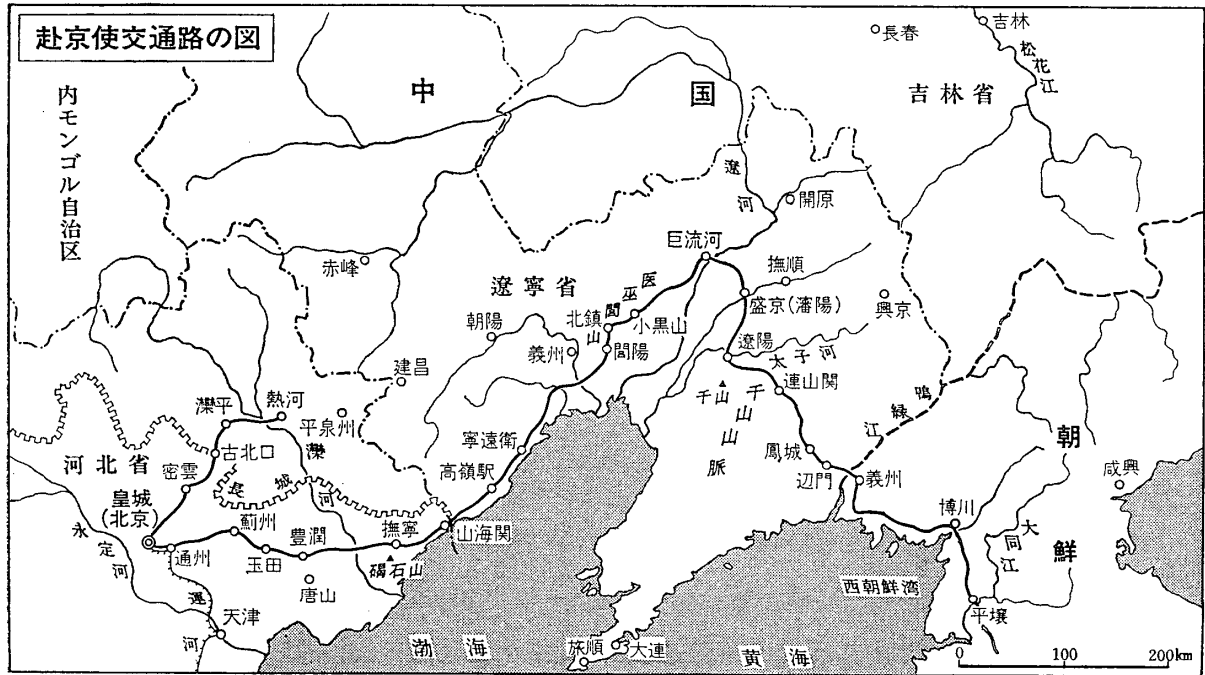 赴京使交通路の図
中国
吉林省
吉林
長春
松花江
内モンゴル自治区
遼河
開原
巨流河
撫順
盛京(瀋陽)
興京
赤峰
遼寧省
医巫閭山
北鎮
小黒山
朝陽
義州
閭陽
遼陽
太子河
連山関
千山
千山山脈
建昌
灤平
熱河
平泉州
灤河
古北口
長城
河北省
密雲
皇城
(北京)
寧遠衛
高嶺駅
鳳城
辺門
義州
鴨緑江
朝鮮
咸興
博川
大同江
薊州
豊潤
撫寧
山海関
通州
玉田
碣石山
永定河
唐山
運河
天津
西朝鮮湾
平壌
渤海
旅順
大連
黄海
0 100 200km